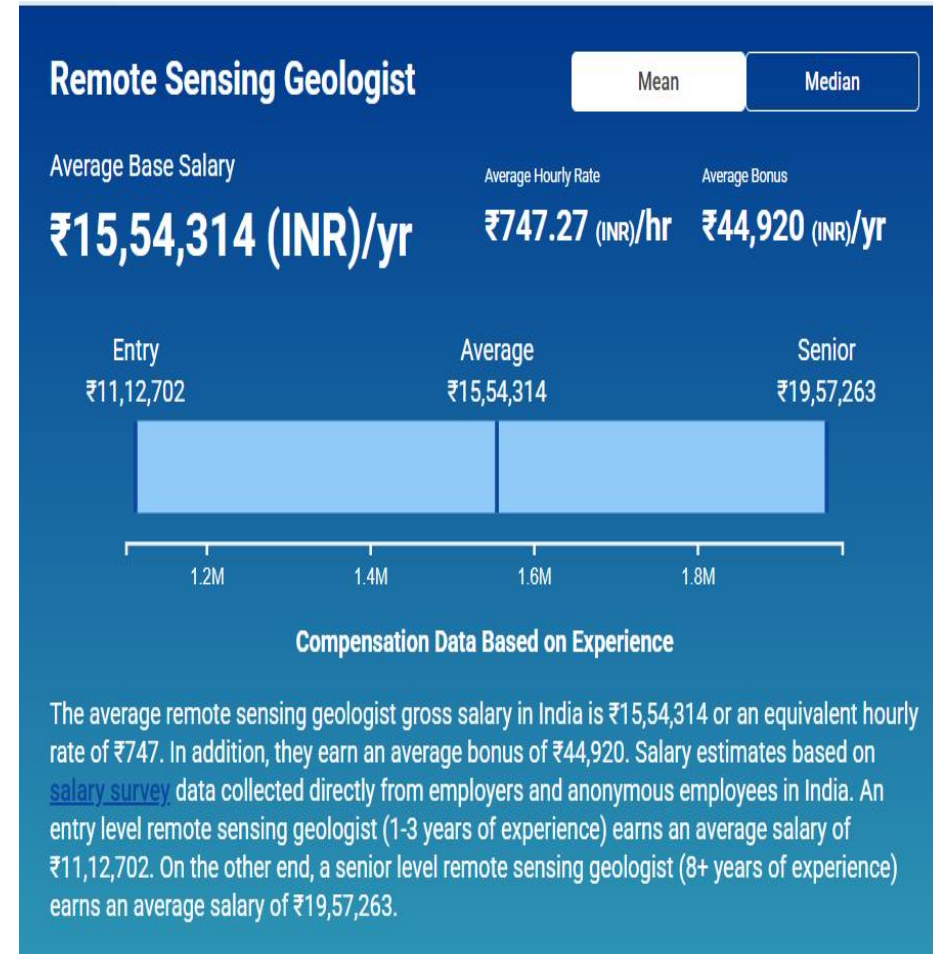 Remote Sensing Geologist
Mean
Median
Average Base Salary
Average Hourly Rate
Average Bonus
₹15,54,314 (INR)/yr
₹747.27 (INR)/hr
₹44,920 (INR)/yr
Entry
Average
Senior
₹11,12,702
₹15,54,314
₹19,57,263
1.2M
1.4M
1.6M
1.8M
Compensation Data Based on Experience
The average remote sensing geologist gross salary in India is ₹15,54,314 or an equivalent hourly
rate of ₹747. In addition, they earn an average bonus of ₹44,920. Salary estimates based on
salary survey data collected directly from employers and anonymous employees in India. An
entry level remote sensing geologist (1-3 years of experience) earns an average salary of
₹11,12,702. On the other end, a senior level remote sensing geologist (8+ years of experience)
earns an average salary of ₹19,57,263.